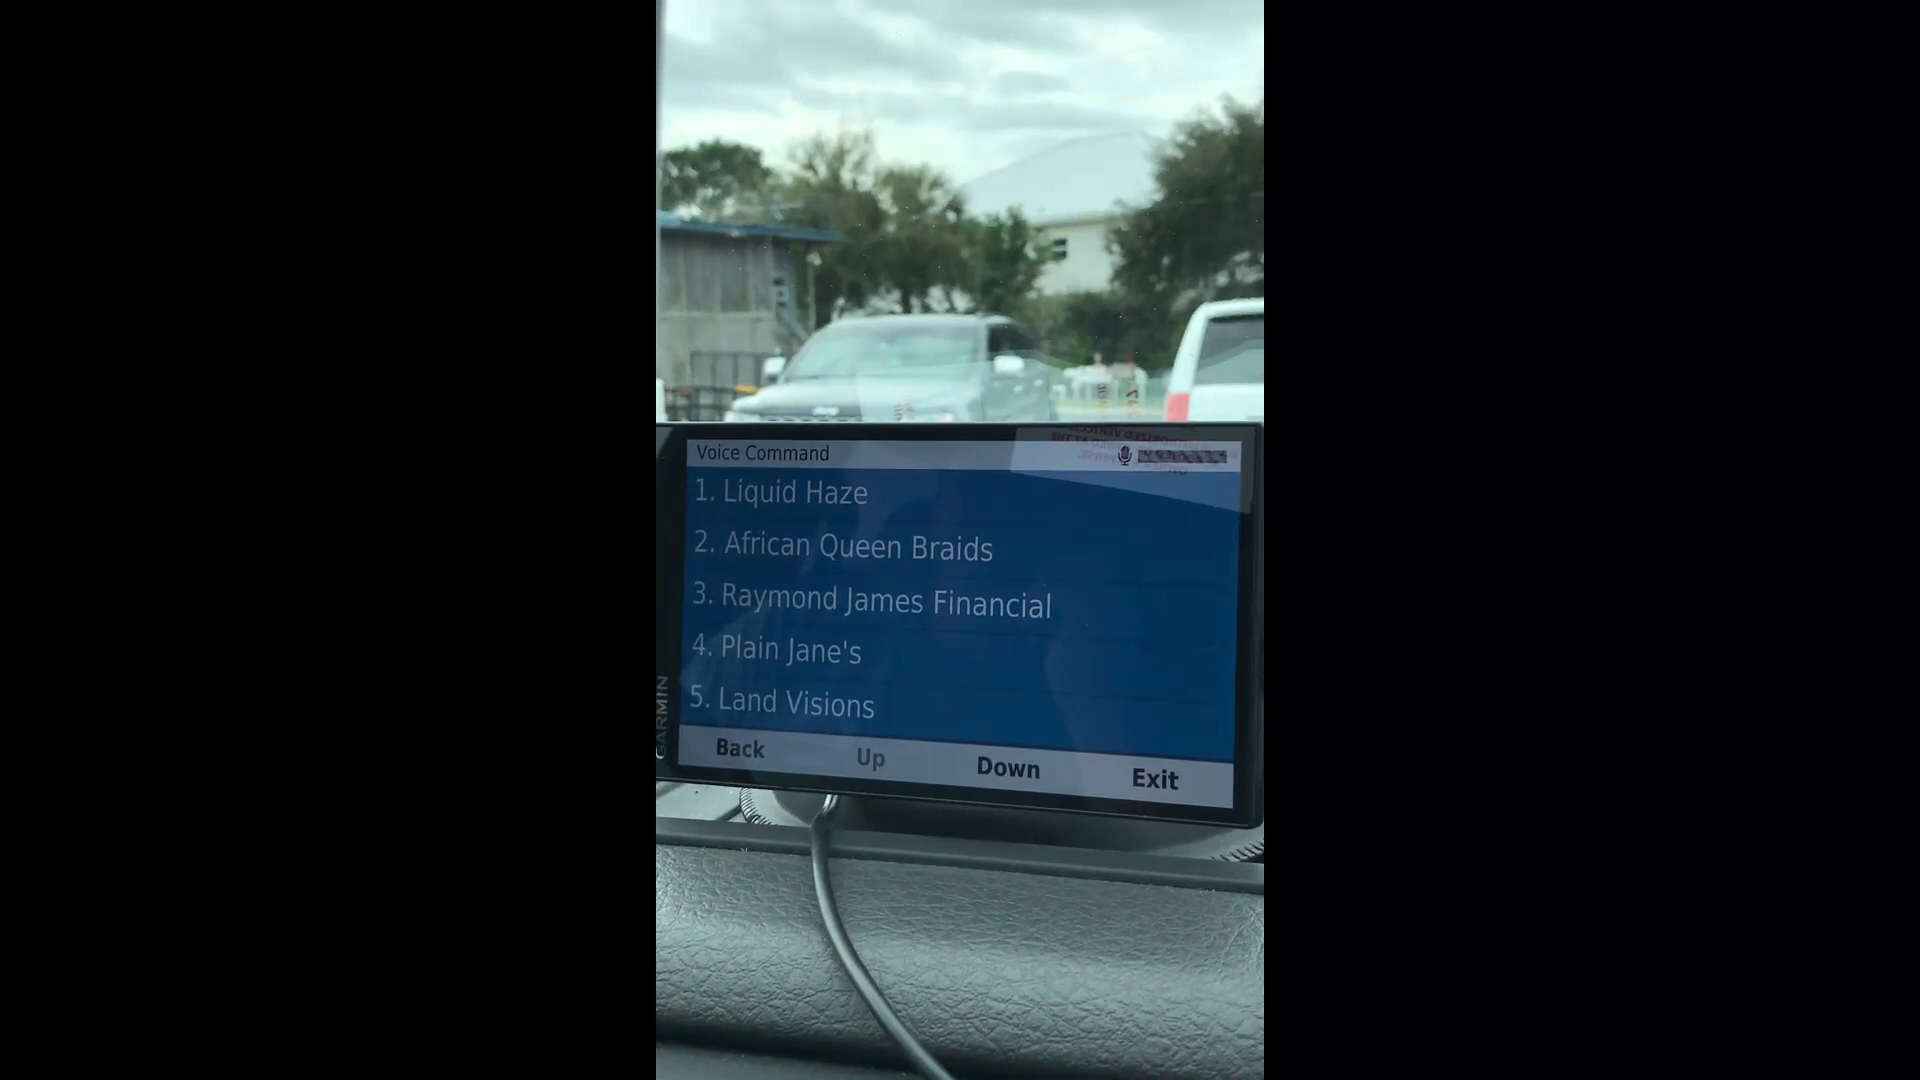 Voice Command
1. Liquid Haze
2. African Queen Braids
3. Raymond James Financial
4. Plain Jane's
5. Land Visions
Back Up Down Exit
GARMIN